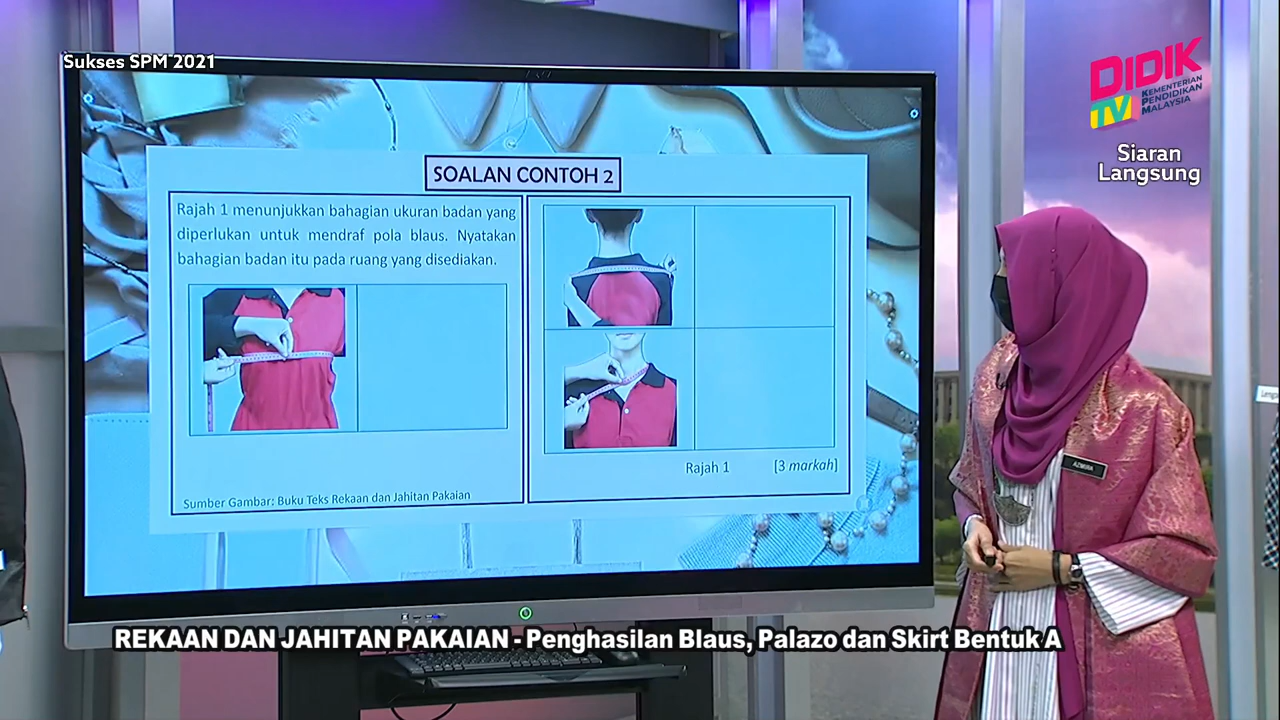 Sukses SPM 2021
DIDIK
TV
KEMENTERIAN
PENDIDIKAN
MALAYSIA
Siaran
Langsung
SOALAN CONTOH 2
Rajah 1 menunjukkan bahagian ukuran badan yang
diperlukan untuk mendraf pola blaus. Nyatakan
bahagian badan itu pada ruang yang disediakan.
Sumber Gambar: Buku Teks Rekaan dan Jahitan Pakaian
Rajah 1 [3 markah]
AZMIRA
REKAAN DAN JAHITAN PAKAIAN - Penghasilan Blaus, Palazo dan Skirt Bentuk A